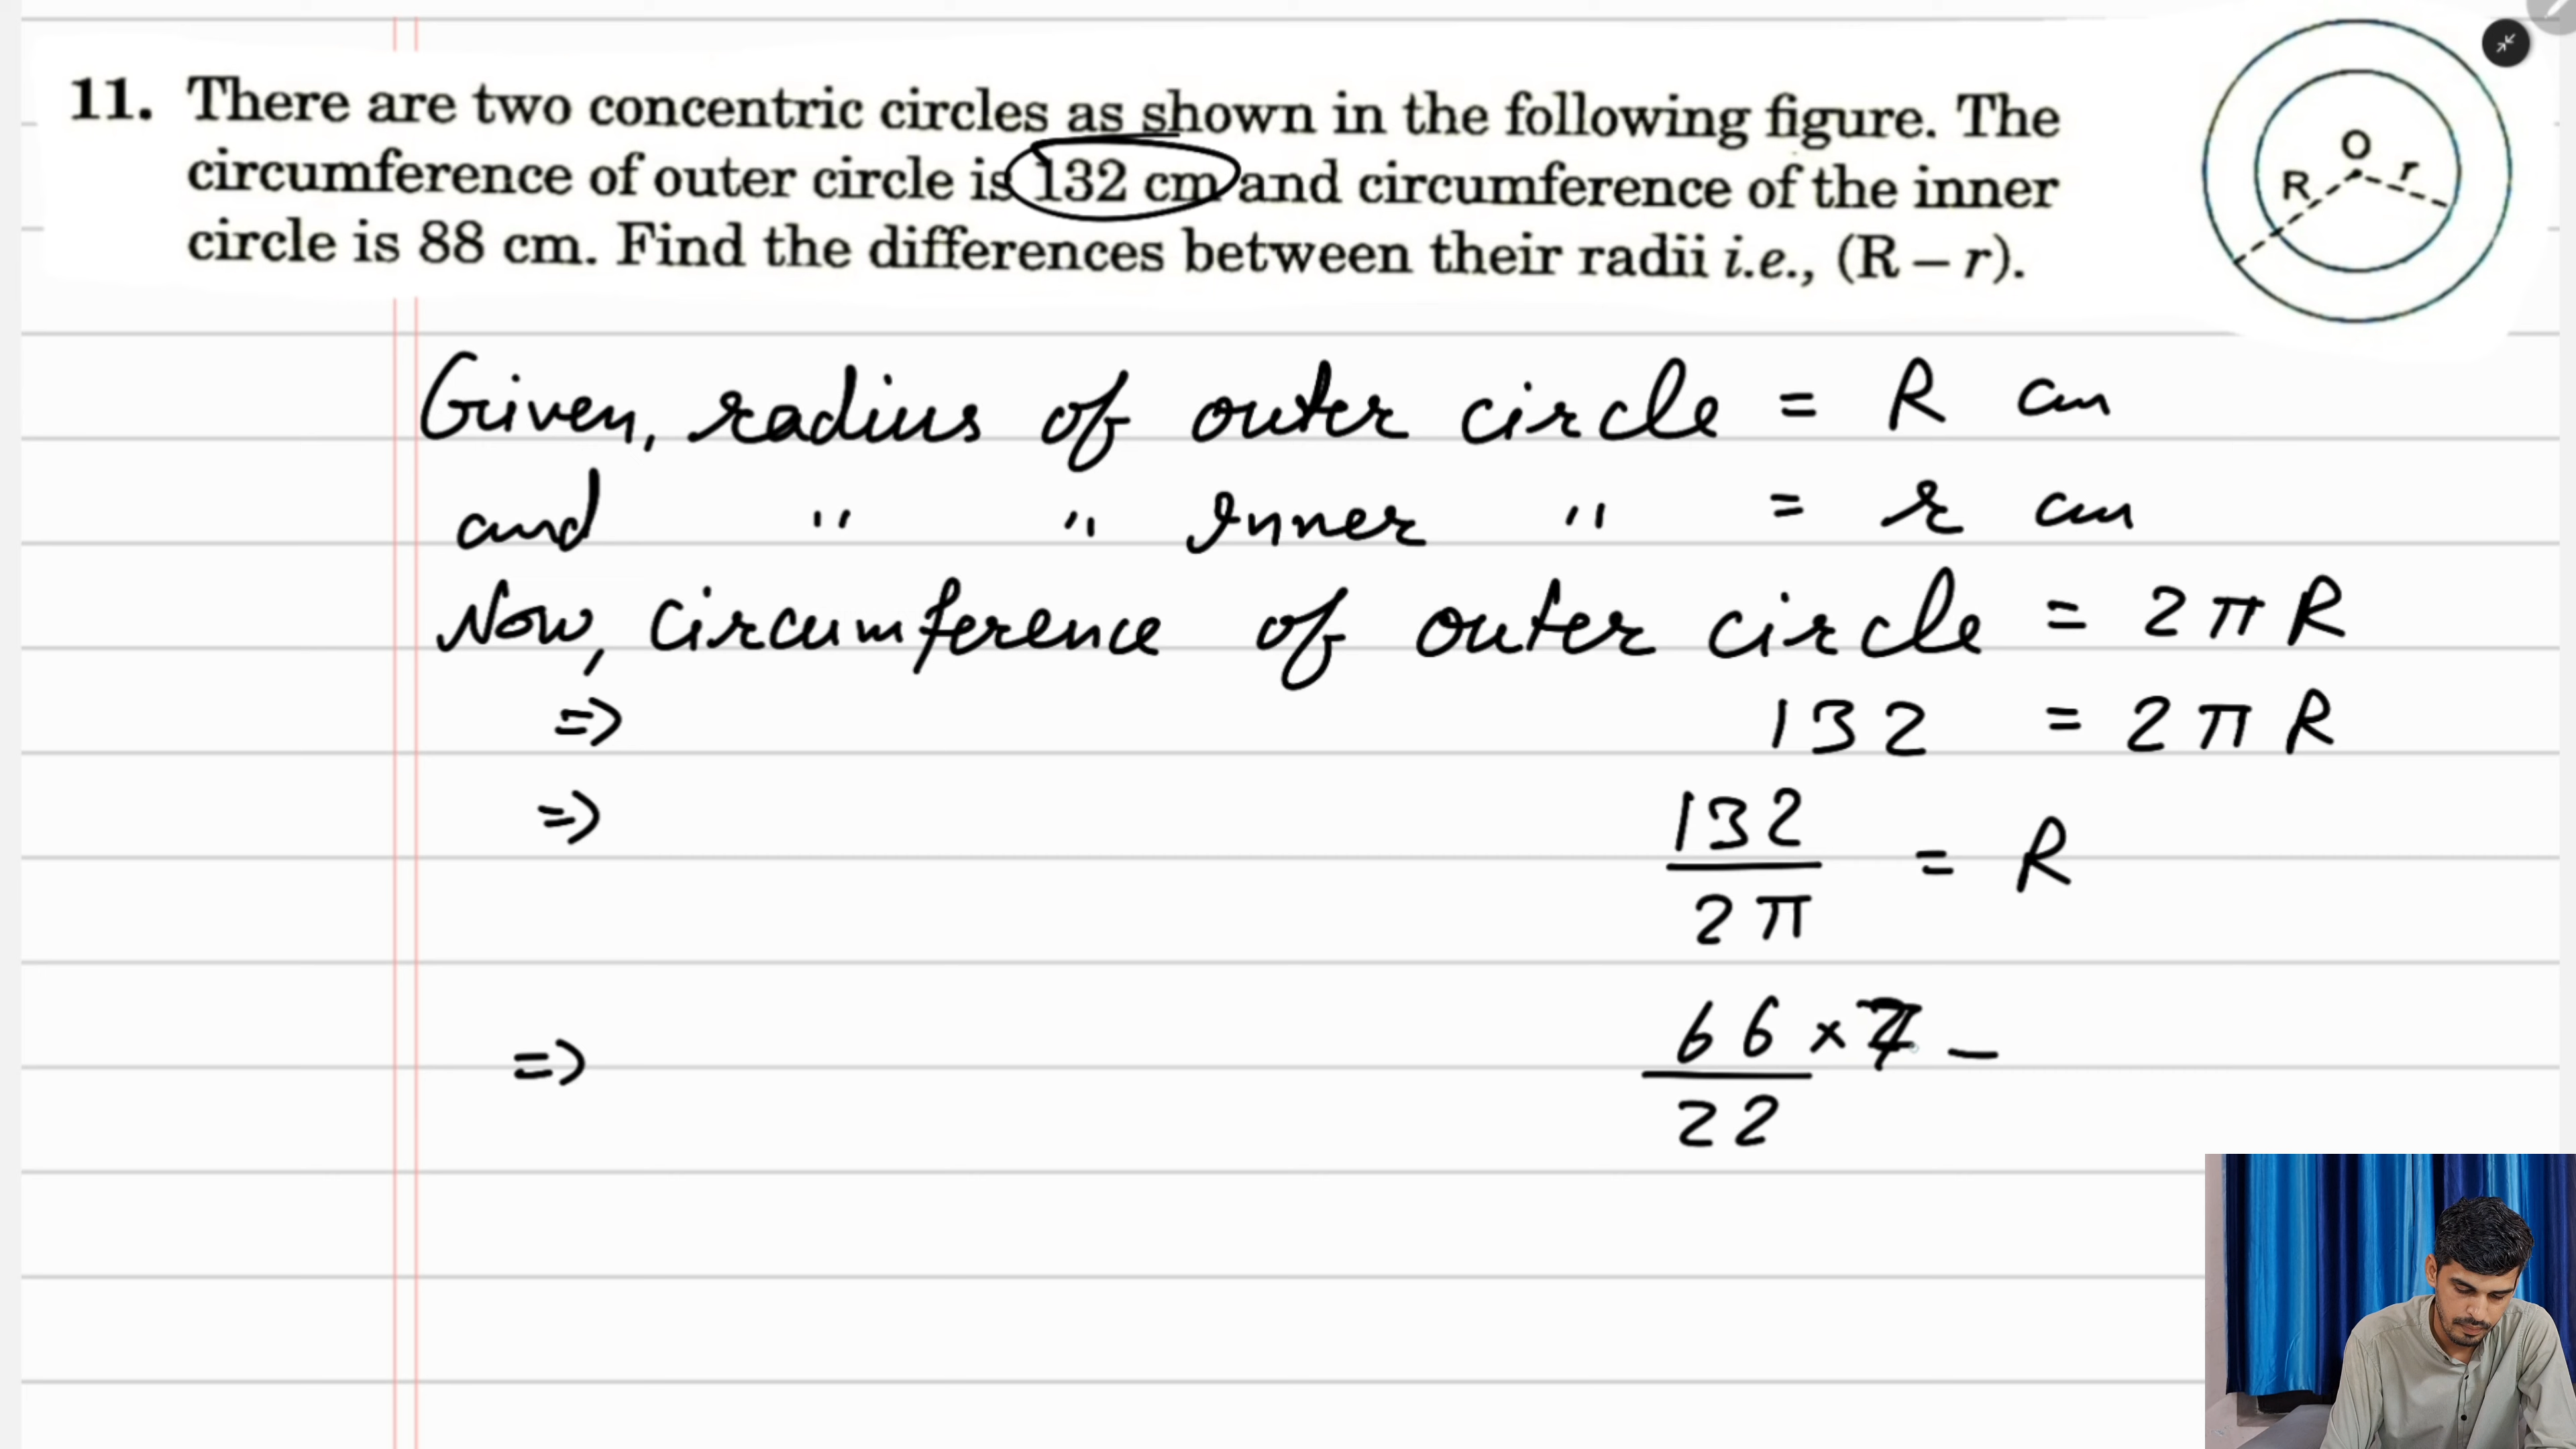 11. There are two concentric circles as shown in the following figure. The
circumference of outer circle is 132 cm and circumference of the inner
circle is 88 cm. Find the differences between their radii i.e., (R – r).
O
R
r
Given, radius of outer circle = R cm
and " " Inner " = r cm
Now, circumference of outer circle = 2πR
=> 132 = 2πR
=> 132/2π = R
=> 66 × 7/22 –